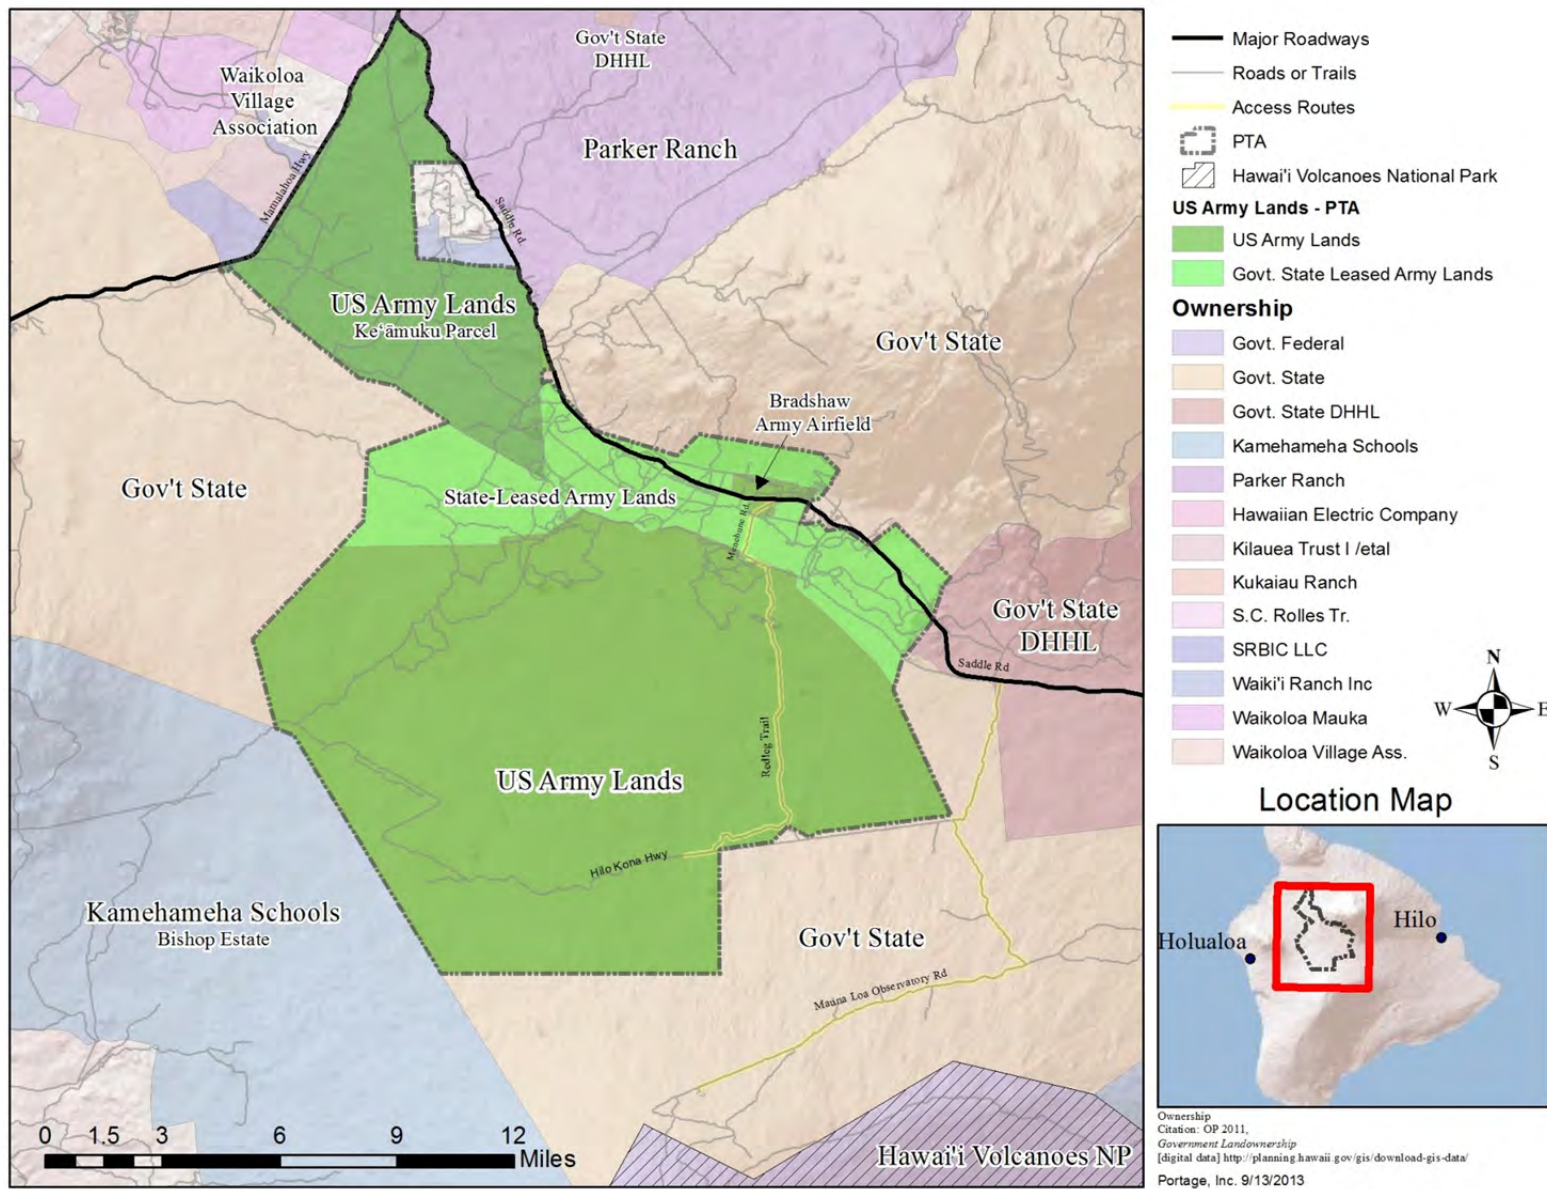 Gov't State
DHHL
Waikoloa
Village
Association
Parker Ranch
Mamalahoa Hwy
Saddle Rd.
US Army Lands
Ke‘āmuku Parcel
Gov't State
Bradshaw
Army Airfield
Gov't State
State-Leased Army Lands
Menehune Rd.
Gov't State
DHHL
Saddle Rd
Redleg Trail
US Army Lands
Hilo Kona Hwy
Kamehameha Schools
Bishop Estate
Gov't State
Mauna Loa Observatory Rd
Hawai'i Volcanoes NP
0 1.5 3 6 9 12
Miles
Major Roadways
Roads or Trails
Access Routes
PTA
Hawai'i Volcanoes National Park
US Army Lands - PTA
US Army Lands
Govt. State Leased Army Lands
Ownership
Govt. Federal
Govt. State
Govt. State DHHL
Kamehameha Schools
Parker Ranch
Hawaiian Electric Company
Kilauea Trust I /etal
Kukaiau Ranch
S.C. Rolles Tr.
SRBIC LLC
Waiki'i Ranch Inc
Waikoloa Mauka
Waikoloa Village Ass.
N
W E
S
Location Map
Hilo
Holualoa
Ownership
Citation: OP 2011,
Government Landownership
[digital data] http://planning.hawaii.gov/gis/download-gis-data/
Portage, Inc. 9/13/2013